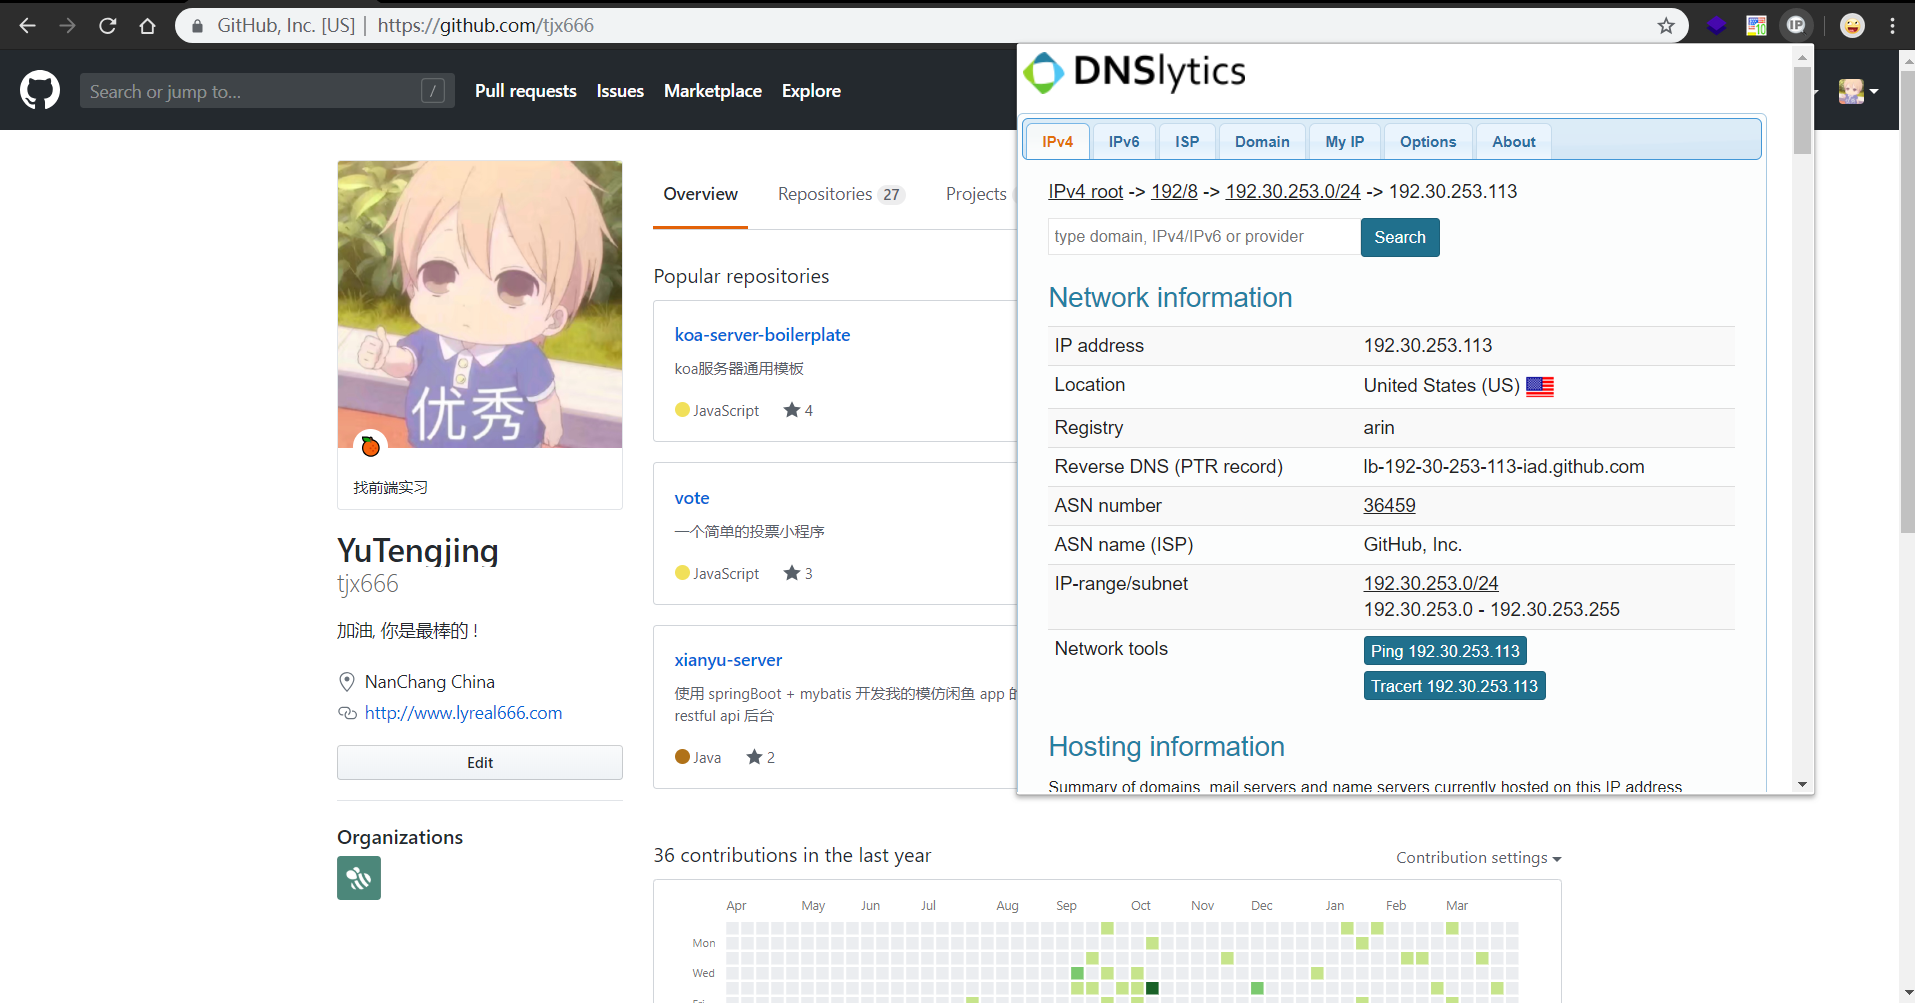 GitHub, Inc. [US] | https://github.com/tjx666
Search or jump to... /
Pull requests Issues Marketplace Explore
优秀
找前端实习
YuTengjing
tjx666
加油, 你是最棒的 !
NanChang China
http://www.lyreal666.com
Edit
Organizations
Overview Repositories 27 Projects
Popular repositories
koa-server-boilerplate
koa服务器通用模板
JavaScript 4
vote
一个简单的投票小程序
JavaScript 3
xianyu-server
使用 springBoot + mybatis 开发我的模仿闲鱼 app 的
restful api 后台
Java 2
36 contributions in the last year
Contribution settings
Apr May Jun Jul Aug Sep Oct Nov Dec Jan Feb Mar
Mon
Wed
Fri
IP
10
DNSlytics
IPv4 IPv6 ISP Domain My IP Options About
IPv4 root -> 192/8 -> 192.30.253.0/24 -> 192.30.253.113
type domain, IPv4/IPv6 or provider Search
Network information
IP address 192.30.253.113
Location United States (US)
Registry arin
Reverse DNS (PTR record) lb-192-30-253-113-iad.github.com
ASN number 36459
ASN name (ISP) GitHub, Inc.
IP-range/subnet 192.30.253.0/24
192.30.253.0 - 192.30.253.255
Network tools Ping 192.30.253.113
Tracert 192.30.253.113
Hosting information
Summary of domains, mail servers and name servers currently hosted on this IP address